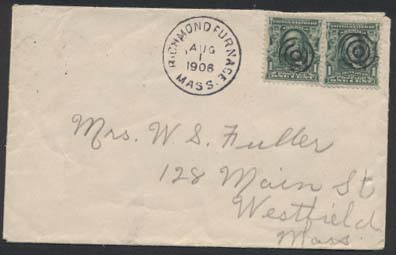 RICHMOND FURNACE
AUG
1
1906
MASS.
Mrs. W. S. Fuller
128 Main St
Westfield
Mass.